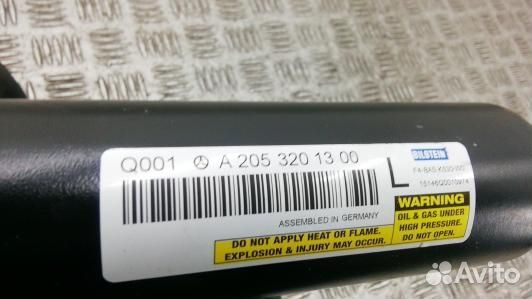 Q001 A 205 320 13 00
BILSTEIN
L
ASSEMBLED IN GERMANY
DO NOT APPLY HEAT OR FLAME.
EXPLOSION & INJURY MAY OCCUR.
WARNING
OIL & GAS UNDER
HIGH PRESSURE.
DO NOT OPEN.
Avito